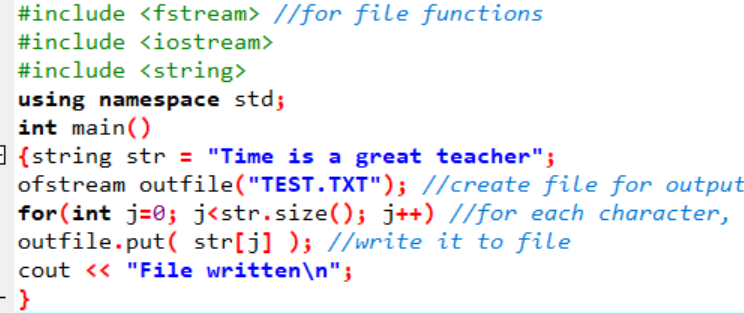 #include <fstream> //for file functions
#include <iostream>
#include <string>
using namespace std;
int main()
{string str = "Time is a great teacher";
ofstream outfile("TEST.TXT"); //create file for output
for(int j=0; j<str.size(); j++) //for each character,
outfile.put( str[j] ); //write it to file
cout << "File written\n";
}